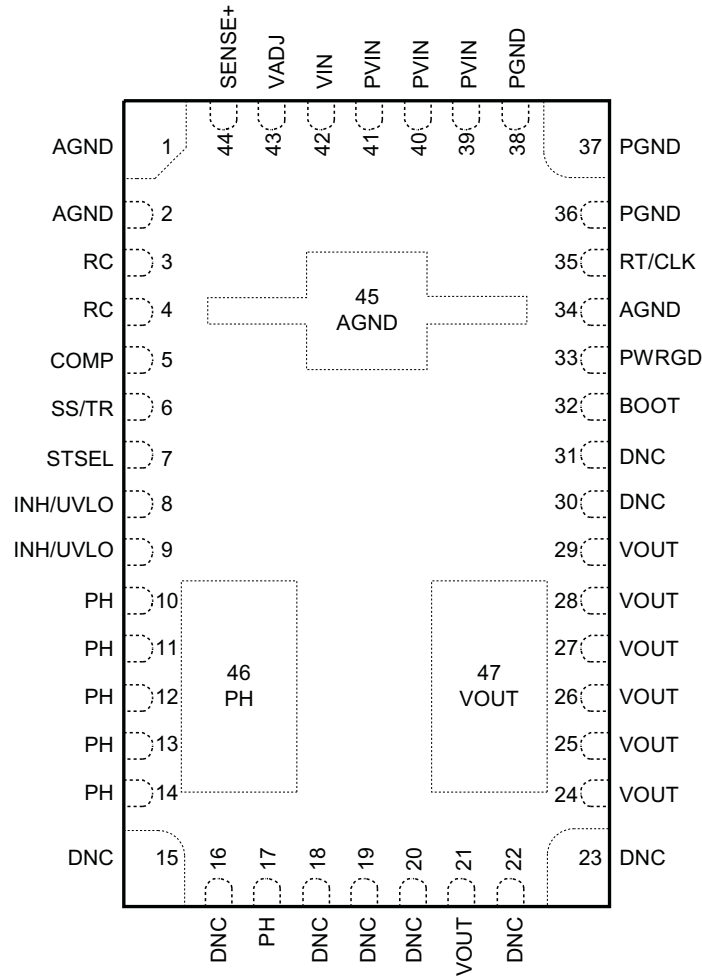 SENSE+ VADJ VIN PVIN PVIN PVIN PGND
44 43 42 41 40 39 38
AGND 1 37 PGND
AGND 2 36 PGND
RC 3 35 RT/CLK
RC 4 34 AGND
45
AGND
COMP 5 33 PWRGD
SS/TR 6 32 BOOT
STSEL 7 31 DNC
INH/UVLO 8 30 DNC
INH/UVLO 9 29 VOUT
PH 10 28 VOUT
PH 11 27 VOUT
46
PH
47
VOUT
PH 12 26 VOUT
PH 13 25 VOUT
PH 14 24 VOUT
DNC 15 23 DNC
16 17 18 19 20 21 22
DNC PH DNC DNC DNC VOUT DNC